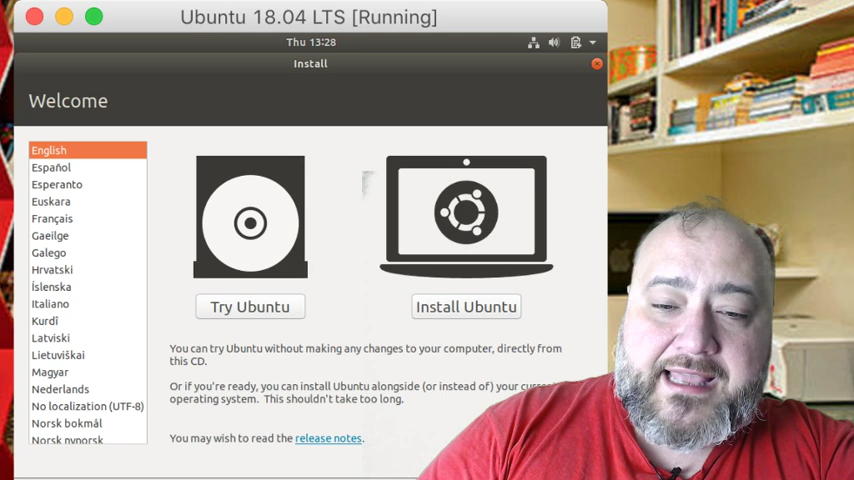 Ubuntu 18.04 LTS [Running]
Thu 13:28
Install
Welcome
English
Español
Esperanto
Euskara
Français
Gaeilge
Galego
Hrvatski
Íslenska
Italiano
Kurdî
Latviski
Lietuviškai
Magyar
Nederlands
No localization (UTF-8)
Norsk bokmål
Norsk nynorsk
Try Ubuntu
Install Ubuntu
You can try Ubuntu without making any changes to your computer, directly from
this CD.
Or if you're ready, you can install Ubuntu alongside (or instead of) your
operating system. This shouldn't take too long.
You may wish to read the release notes.